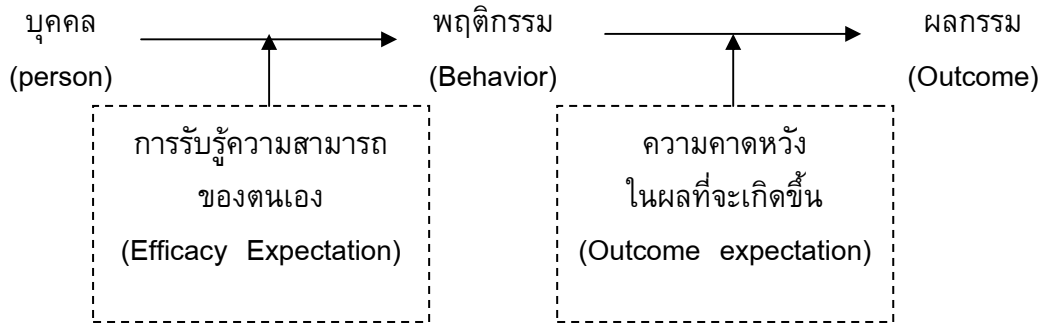 บุคคล
(person)
พฤติกรรม
(Behavior)
ผลกรรม
(Outcome)
การรับรู้ความสามารถ
ของตนเอง
(Efficacy Expectation)
ความคาดหวัง
ในผลที่จะเกิดขึ้น
(Outcome expectation)